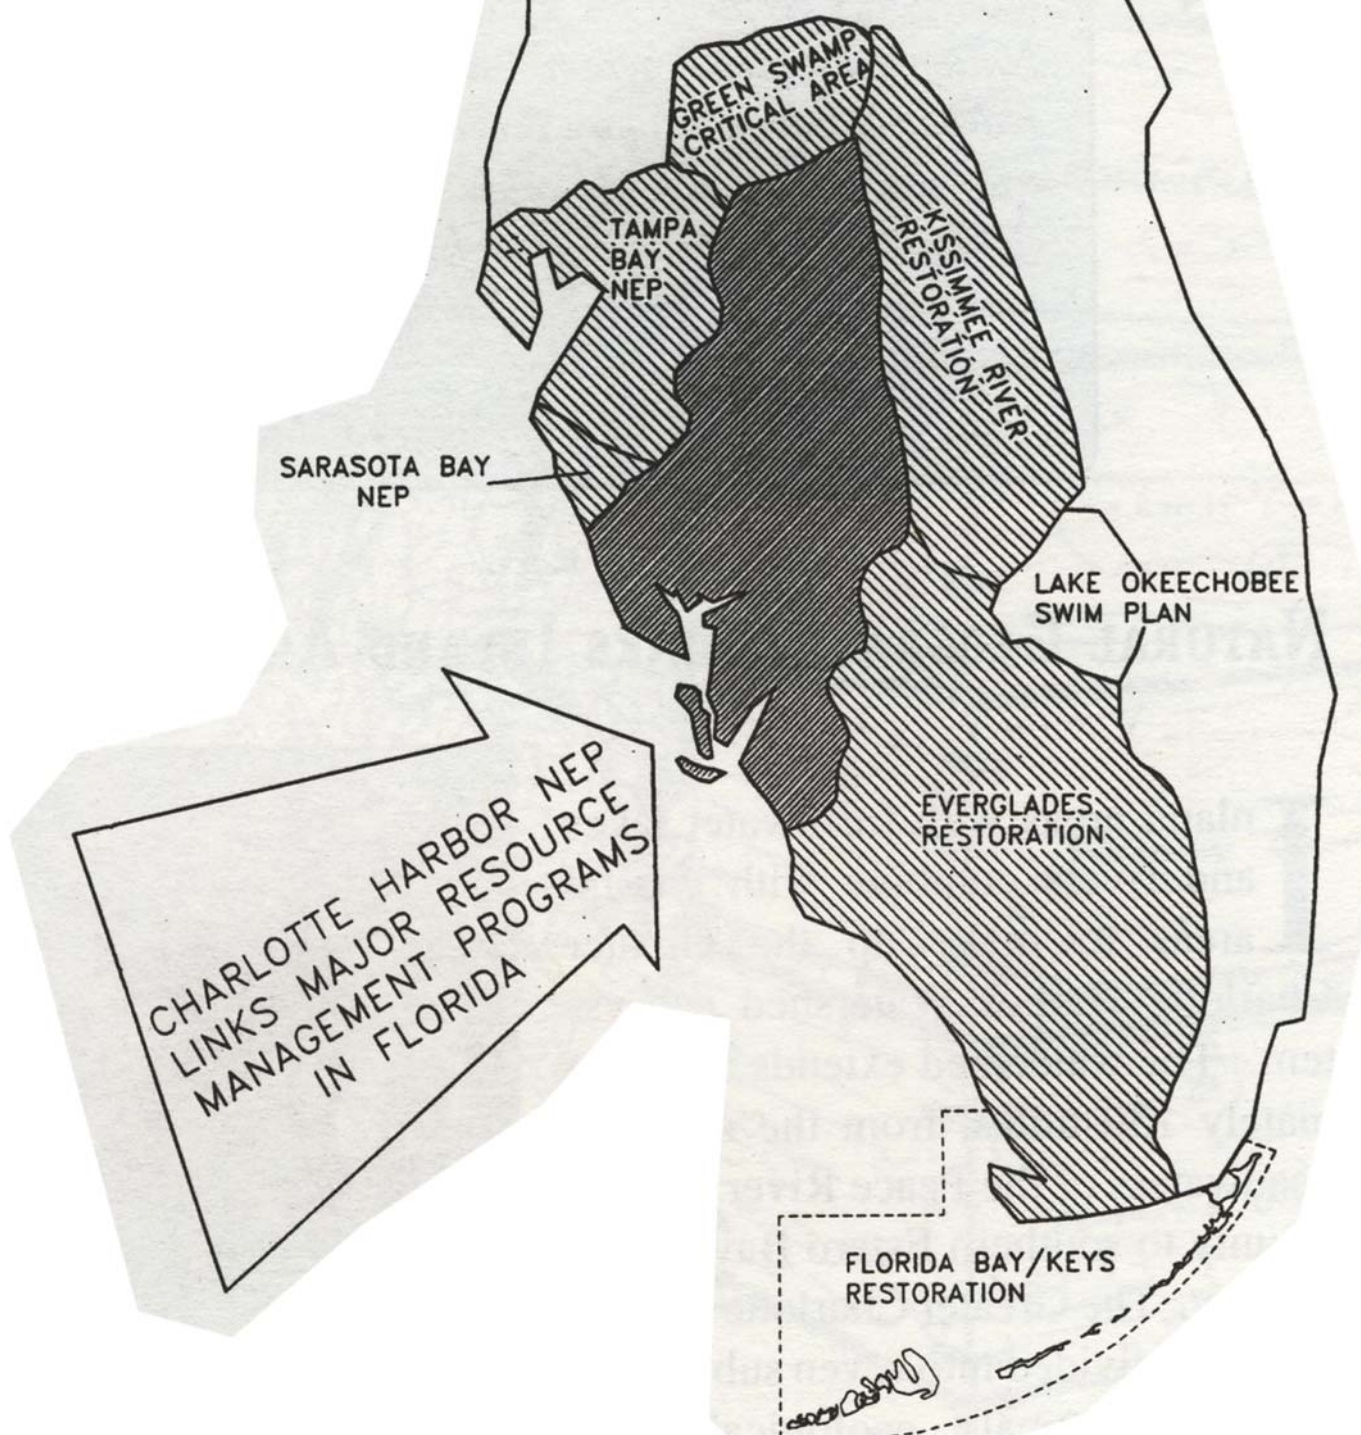 GREEN SWAMP
CRITICAL AREA
TAMPA
BAY
NEP
KISSIMMEE RIVER
RESTORATION
SARASOTA BAY
NEP
LAKE OKEECHOBEE
SWIM PLAN
EVERGLADES
RESTORATION
CHARLOTTE HARBOR NEP
LINKS MAJOR RESOURCE
MANAGEMENT PROGRAMS
IN FLORIDA
FLORIDA BAY/KEYS
RESTORATION